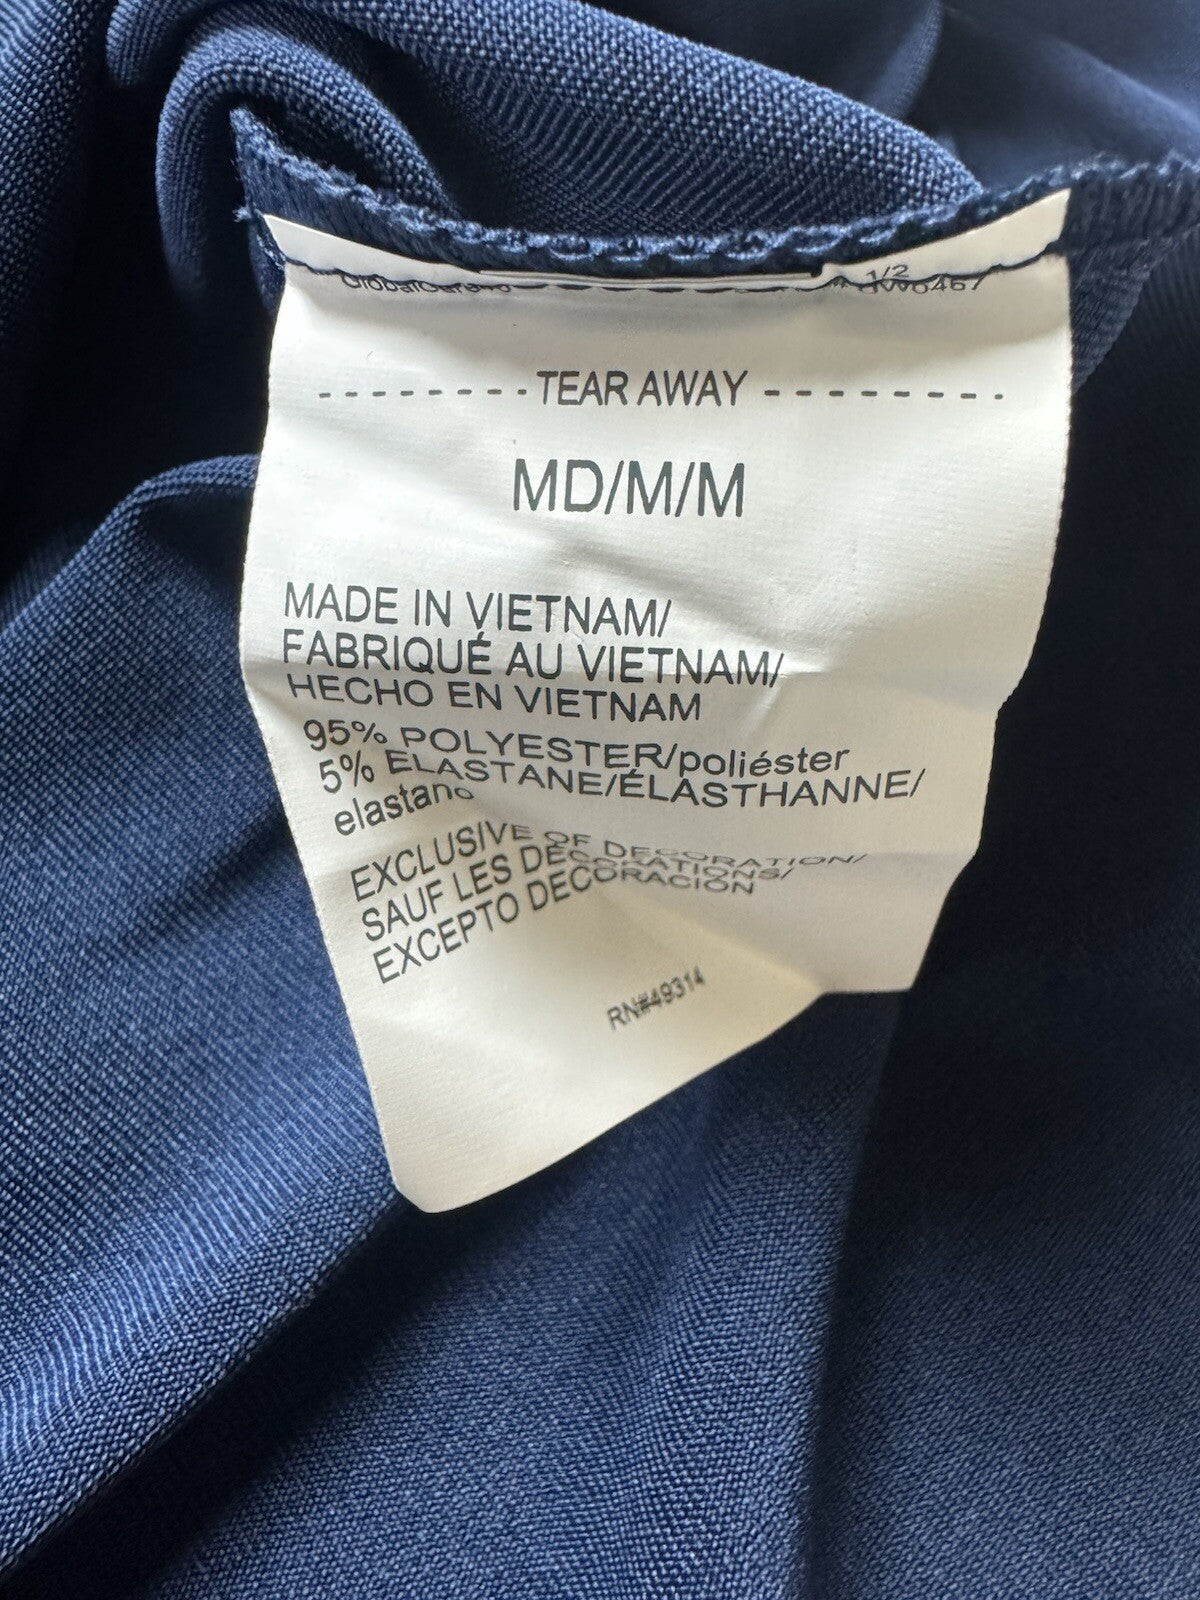 1/2
TEAR AWAY
MD/M/M
MADE IN VIETNAM/
FABRIQUÉ AU VIETNAM/
HECHO EN VIETNAM
95% POLYESTER/poliéster
5% ELASTANE/ÉLASTHANNE/
elastano
EXCLUSIVE OF DECORATION/
SAUF LES DÉCORATIONS/
EXCEPTO DECORACIÓN
RN#49314